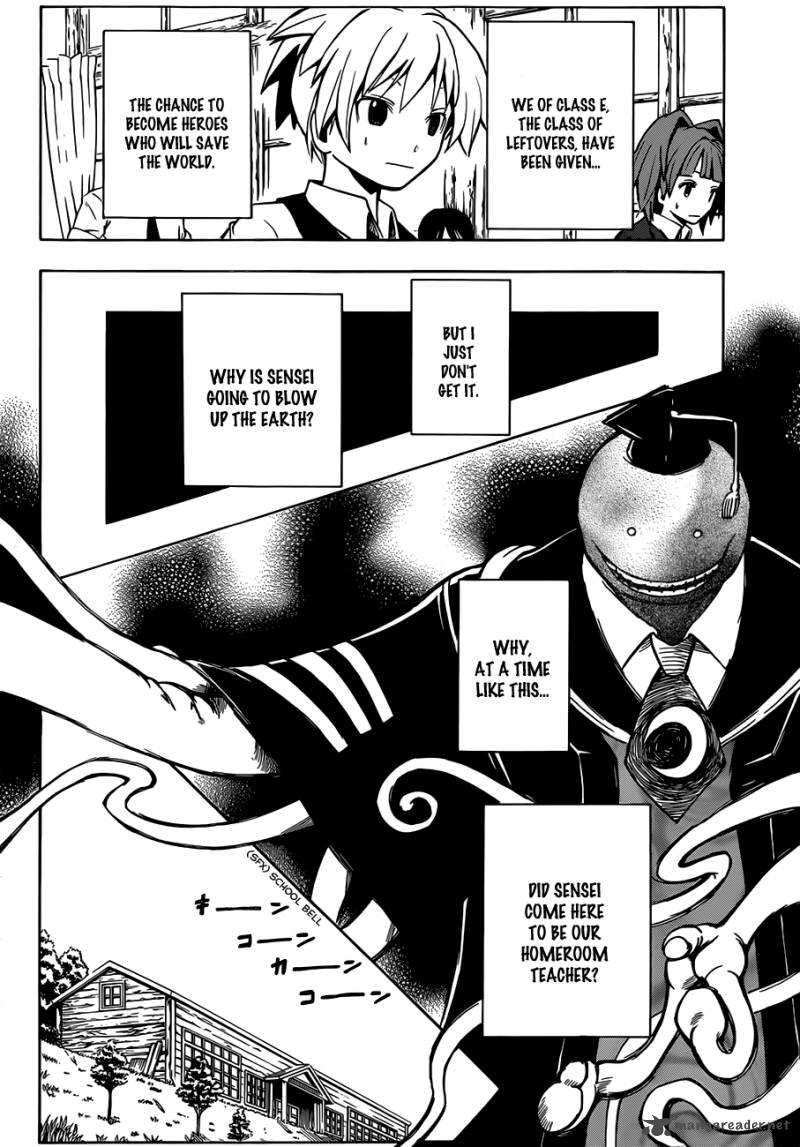 WE OF CLASS E,
THE CLASS OF
LEFTOVERS, HAVE
BEEN GIVEN...
THE CHANCE TO
BECOME HEROES
WHO WILL SAVE
THE WORLD.
BUT I
JUST
DON'T
GET IT.
WHY IS SENSEI
GOING TO BLOW
UP THE EARTH?
WHY,
AT A TIME
LIKE THIS...
DID SENSEI
COME HERE
TO BE OUR
HOMEROOM
TEACHER?
(SFX) SCHOOL BELL
キーン
コーン
カーン
コーン
mangareader.net